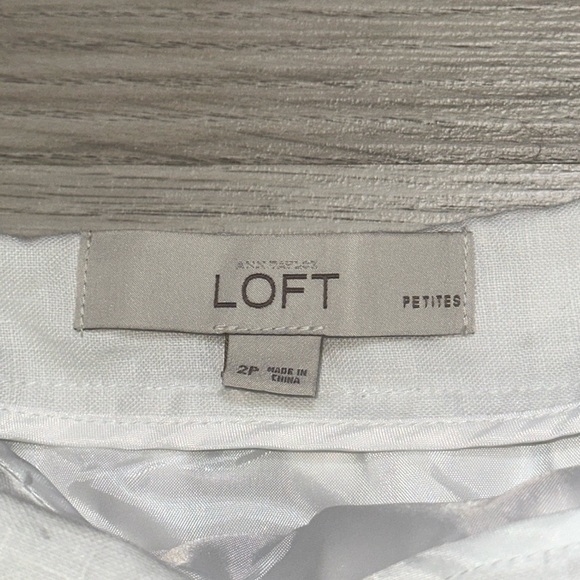 ANN TAYLOR
LOFT
PETITES
2P MADE IN
CHINA